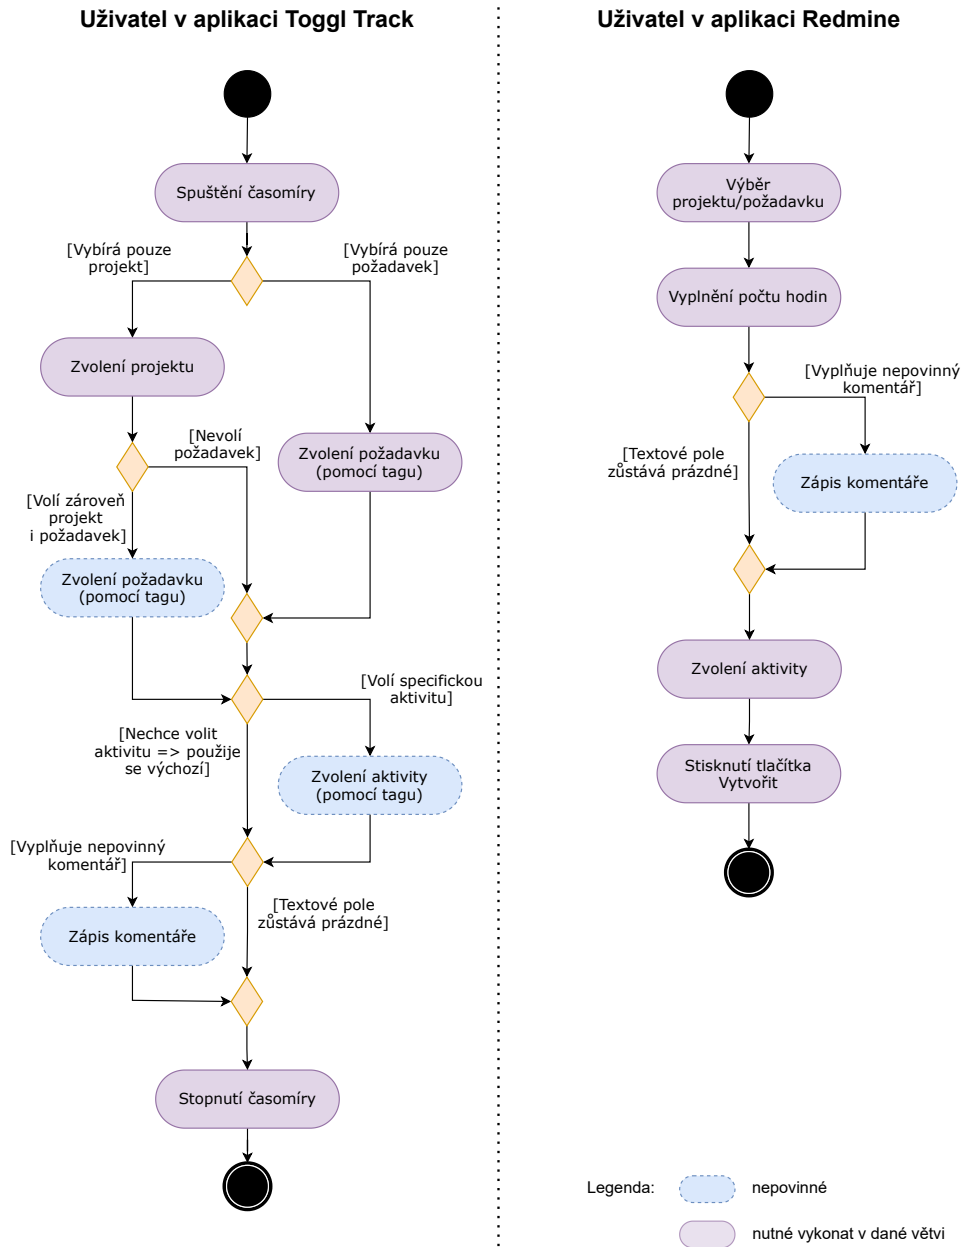 Uživatel v aplikaci Toggl Track
Spuštění časomíry
[Vybírá pouze
projekt]
[Vybírá pouze
požadavek]
Zvolení projektu
[Nevolí
požadavek]
Zvolení požadavku
(pomocí tagu)
[Volí zároveň
projekt
i požadavek]
Zvolení požadavku
(pomocí tagu)
[Volí specifickou
aktivitu]
[Nechce volit
aktivitu => použije
se výchozí]
Zvolení aktivity
(pomocí tagu)
[Vyplňuje nepovinný
komentář]
[Textové pole
zůstává prázdné]
Zápis komentáře
Stopnutí časomíry
Uživatel v aplikaci Redmine
Výběr
projektu/požadavku
Vyplnění počtu hodin
[Vyplňuje nepovinný
komentář]
[Textové pole
zůstává prázdné]
Zápis komentáře
Zvolení aktivity
Stisknutí tlačítka
Vytvořit
Legenda:
nepovinné
nutné vykonat v dané větvi